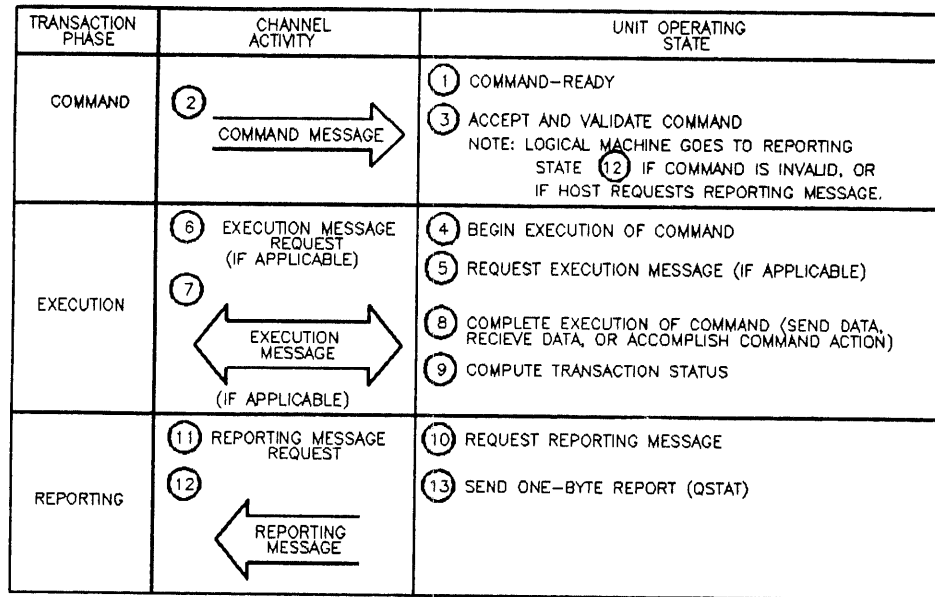 TRANSACTION
PHASE
CHANNEL
ACTIVITY
UNIT OPERATING
STATE
COMMAND
2
COMMAND MESSAGE
1 COMMAND-READY
3 ACCEPT AND VALIDATE COMMAND
NOTE: LOGICAL MACHINE GOES TO REPORTING
STATE 12 IF COMMAND IS INVALID, OR
IF HOST REQUESTS REPORTING MESSAGE.
EXECUTION
6 EXECUTION MESSAGE
REQUEST
(IF APPLICABLE)
7
EXECUTION
MESSAGE
(IF APPLICABLE)
4 BEGIN EXECUTION OF COMMAND
5 REQUEST EXECUTION MESSAGE (IF APPLICABLE)
8 COMPLETE EXECUTION OF COMMAND (SEND DATA,
RECIEVE DATA, OR ACCOMPLISH COMMAND ACTION)
9 COMPUTE TRANSACTION STATUS
REPORTING
11 REPORTING MESSAGE
REQUEST
12
REPORTING
MESSAGE
10 REQUEST REPORTING MESSAGE
13 SEND ONE-BYTE REPORT (QSTAT)